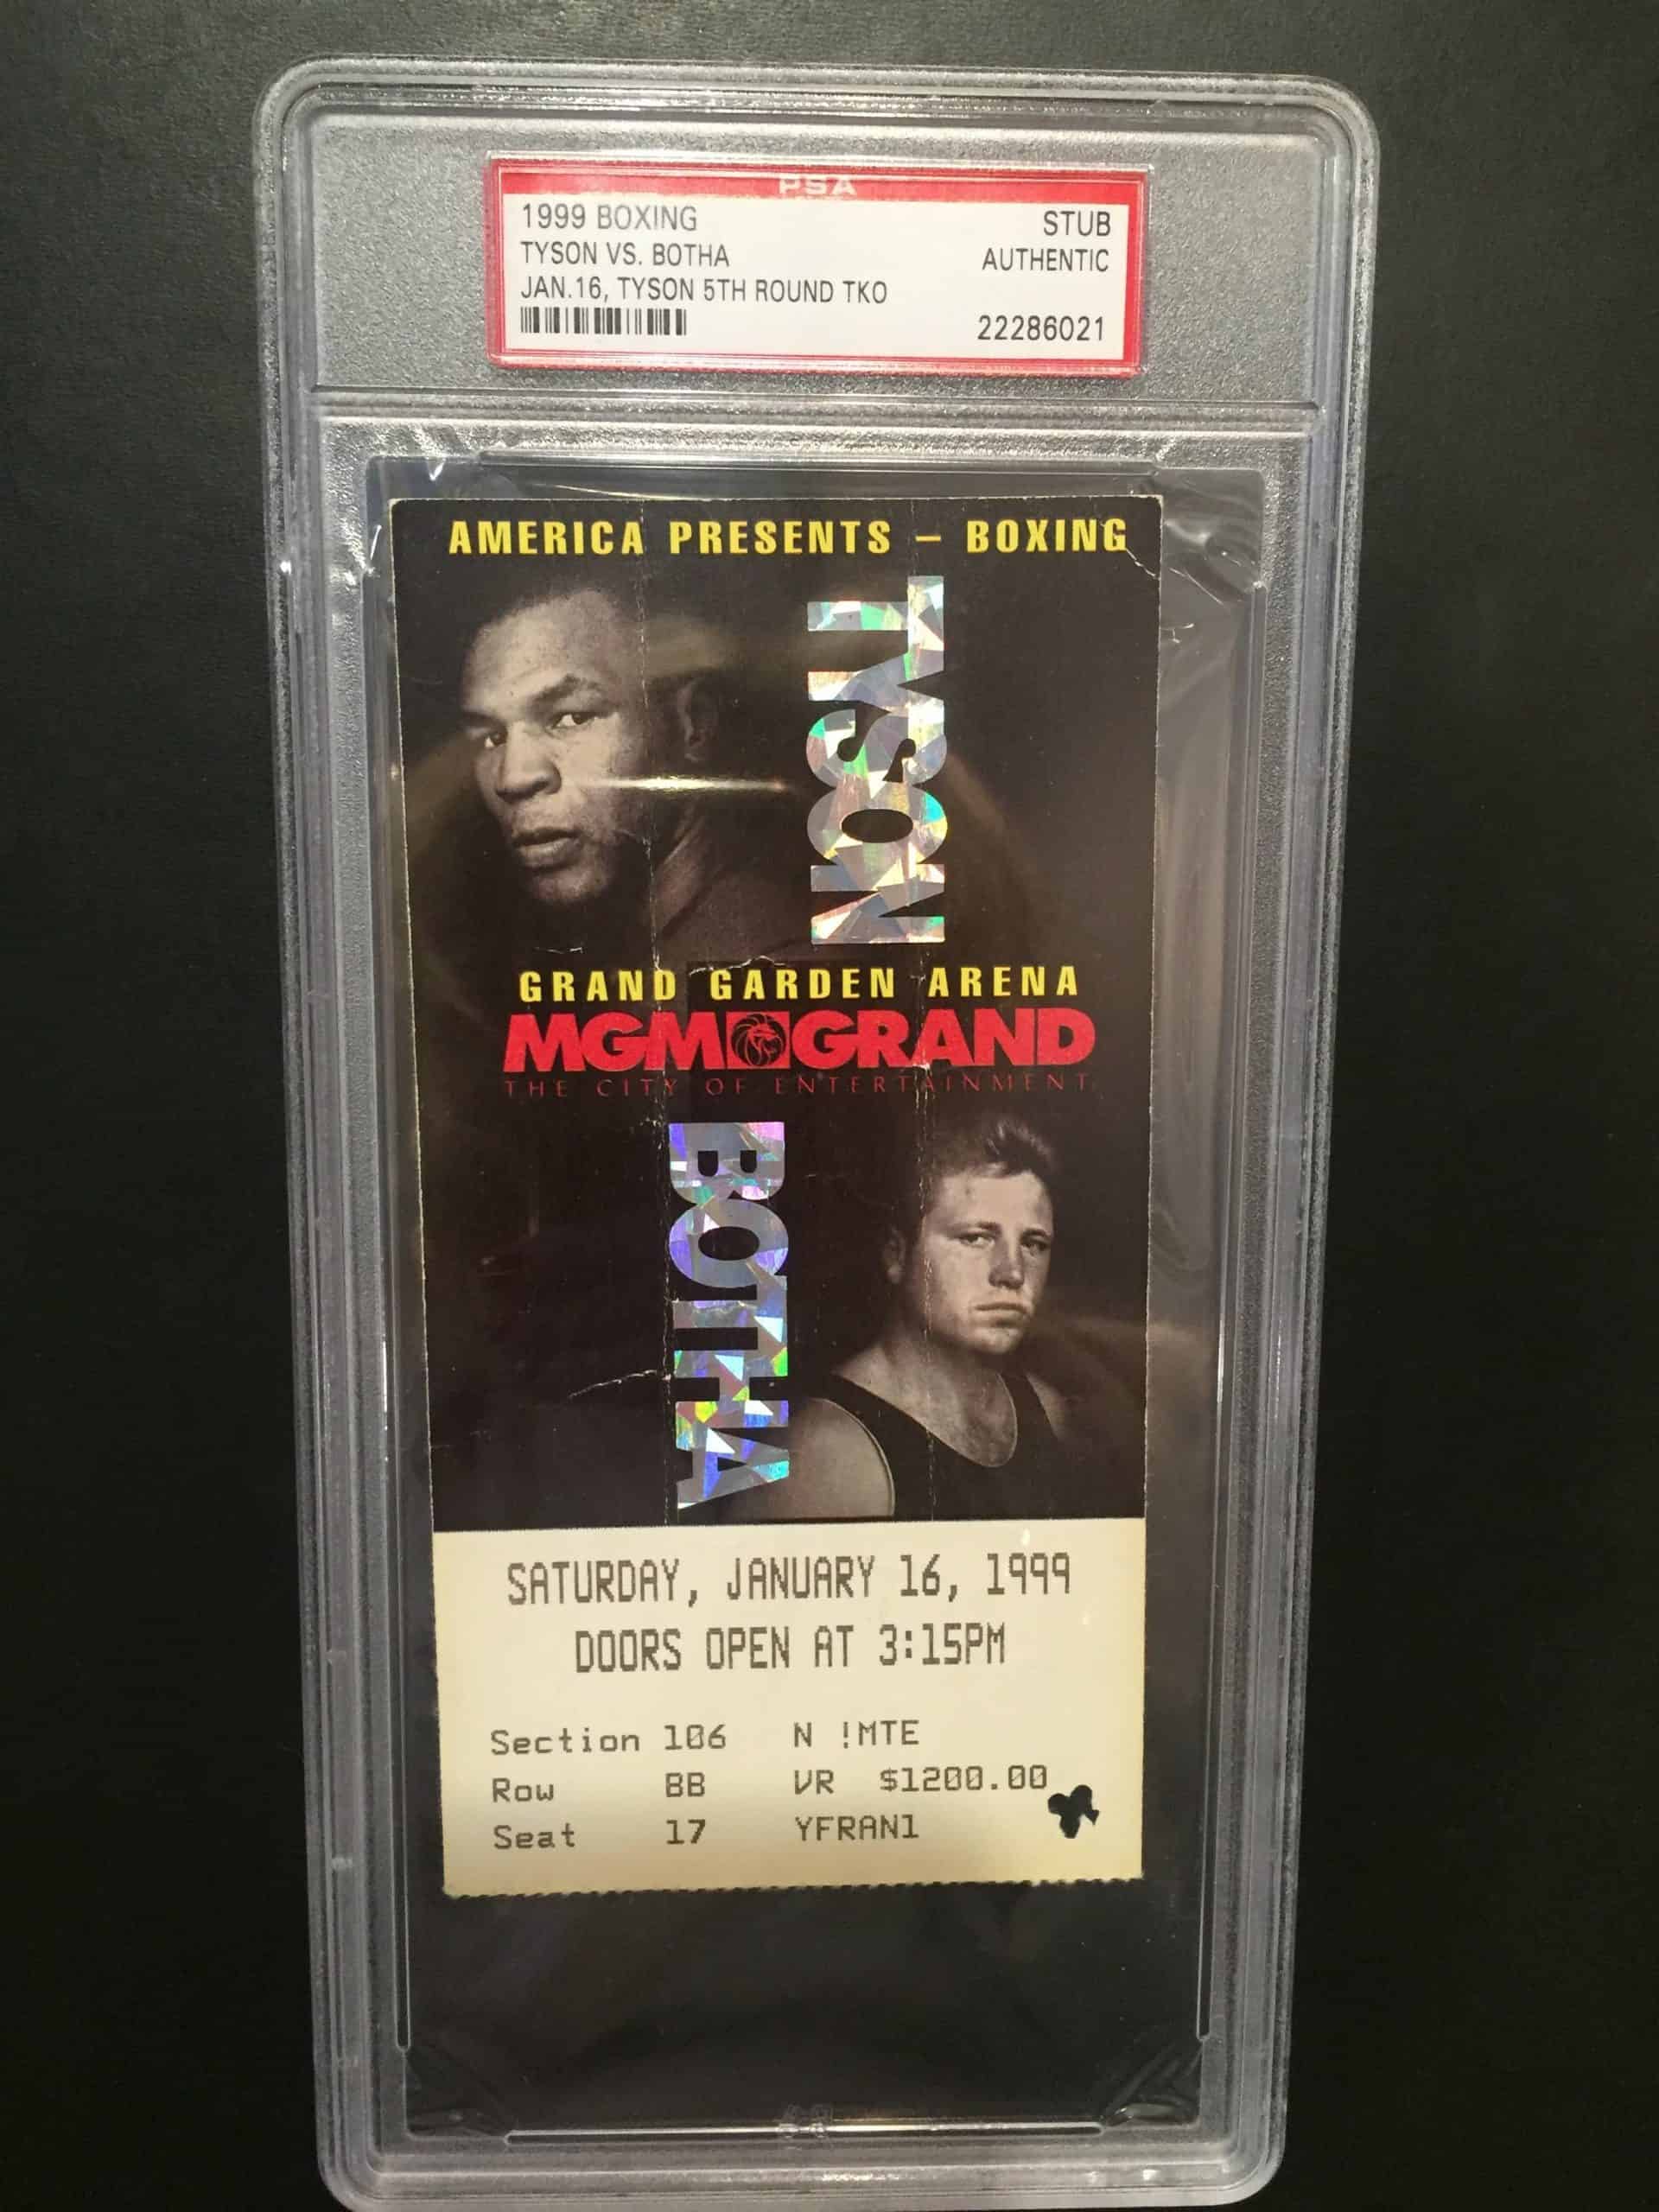 PSA
1999 BOXING STUB
TYSON VS. BOTHA AUTHENTIC
JAN.16, TYSON 5TH ROUND TKO
22286021
AMERICA PRESENTS – BOXING
TYSON
GRAND GARDEN ARENA
MGM GRAND
THE CITY OF ENTERTAINMENT
BOTHA
SATURDAY, JANUARY 16, 1999
DOORS OPEN AT 3:15PM
Section 106 N !MTE
Row BB VR $1200.00
Seat 17 YFRAN1